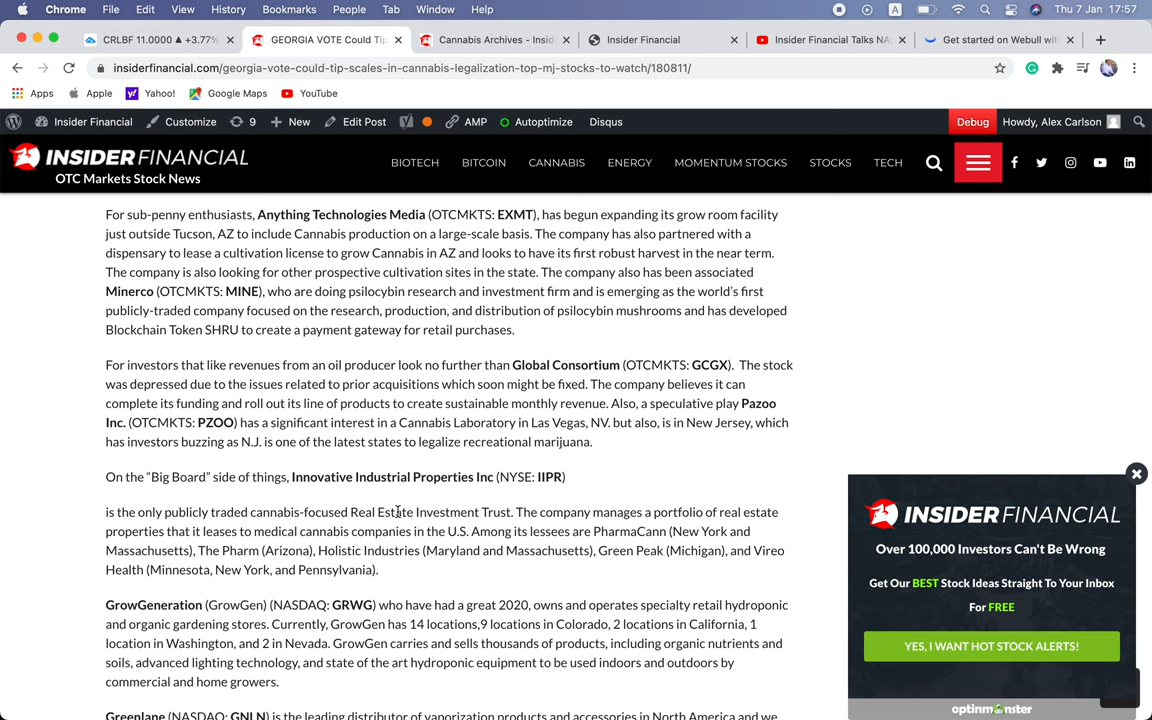 Chrome File Edit View History Bookmarks People Tab Window Help A Thu 7 Jan 17:57
CRLBF 11.0000 ▲ +3.77% × GEORGIA VOTE Could Tip × Cannabis Archives - Insid × Insider Financial × Insider Financial Talks NA × Get started on Webull wit × +
insiderfinancial.com/georgia-vote-could-tip-scales-in-cannabis-legalization-top-mj-stocks-to-watch/180811/
Apps Apple Yahoo! Google Maps YouTube
Insider Financial Customize 9 + New Edit Post AMP Autoptimize Disqus Debug Howdy, Alex Carlson
INSIDERFINANCIAL
OTC Markets Stock News
BIOTECH BITCOIN CANNABIS ENERGY MOMENTUM STOCKS STOCKS TECH
For sub-penny enthusiasts, Anything Technologies Media (OTCMKTS: EXMT), has begun expanding its grow room facility
just outside Tucson, AZ to include Cannabis production on a large-scale basis. The company has also partnered with a
dispensary to lease a cultivation license to grow Cannabis in AZ and looks to have its first robust harvest in the near term.
The company is also looking for other prospective cultivation sites in the state. The company also has been associated
Minerco (OTCMKTS: MINE), who are doing psilocybin research and investment firm and is emerging as the world's first
publicly-traded company focused on the research, production, and distribution of psilocybin mushrooms and has developed
Blockchain Token SHRU to create a payment gateway for retail purchases.
For investors that like revenues from an oil producer look no further than Global Consortium (OTCMKTS: GCGX). The stock
was depressed due to the issues related to prior acquisitions which soon might be fixed. The company believes it can
complete its funding and roll out its line of products to create sustainable monthly revenue. Also, a speculative play Pazoo
Inc. (OTCMKTS: PZOO) has a significant interest in a Cannabis Laboratory in Las Vegas, NV. but also, is in New Jersey, which
has investors buzzing as N.J. is one of the latest states to legalize recreational marijuana.
On the “Big Board” side of things, Innovative Industrial Properties Inc (NYSE: IIPR)
is the only publicly traded cannabis-focused Real Estate Investment Trust. The company manages a portfolio of real estate
properties that it leases to medical cannabis companies in the U.S. Among its lessees are PharmaCann (New York and
Massachusetts), The Pharm (Arizona), Holistic Industries (Maryland and Massachusetts), Green Peak (Michigan), and Vireo
Health (Minnesota, New York, and Pennsylvania).
GrowGeneration (GrowGen) (NASDAQ: GRWG) who have had a great 2020, owns and operates specialty retail hydroponic
and organic gardening stores. Currently, GrowGen has 14 locations,9 locations in Colorado, 2 locations in California, 1
location in Washington, and 2 in Nevada. GrowGen carries and sells thousands of products, including organic nutrients and
soils, advanced lighting technology, and state of the art hydroponic equipment to be used indoors and outdoors by
commercial and home growers.
Greenlane (NASDAQ: GNLN) is the leading distributor of vaporization products and accessories in North America and we
INSIDERFINANCIAL
Over 100,000 Investors Can't Be Wrong
Get Our BEST Stock Ideas Straight To Your Inbox
For FREE
YES, I WANT HOT STOCK ALERTS!
optinmonster